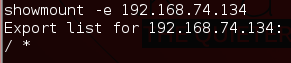 showmount -e 192.168.74.134
Export list for 192.168.74.134:
/ *